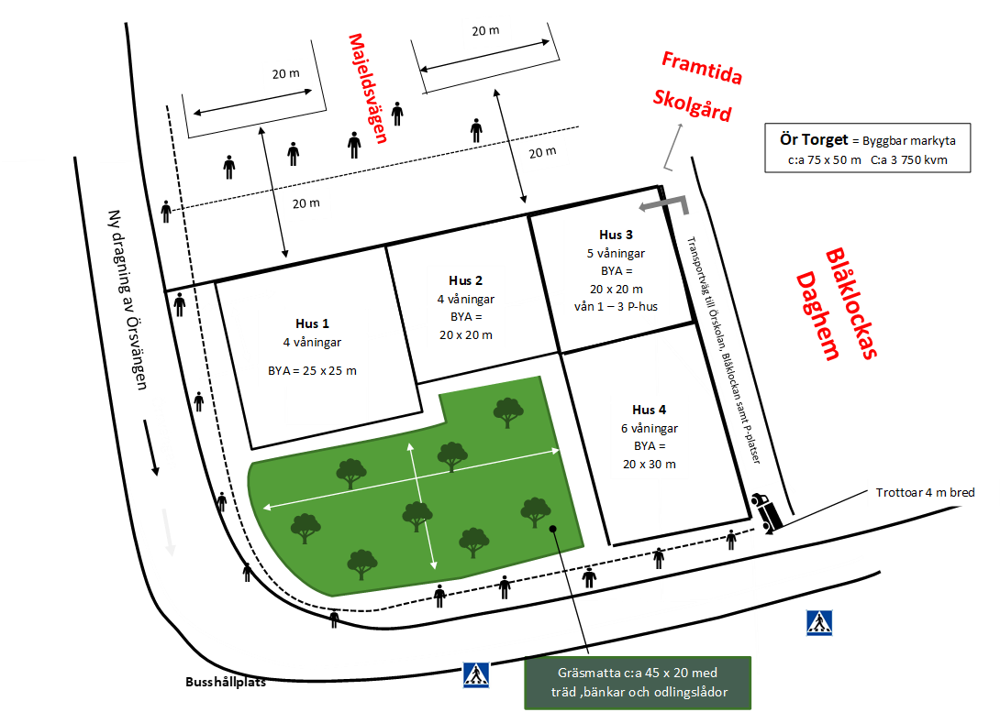 20 m
20 m
Majeldsvägen
Framtida
Skolgård
Ör Torget = Byggbar markyta
c:a 75 x 50 m C:a 3 750 kvm
20 m
20 m
Ny dragning av Örsvängen
Hus 3
5 våningar
BYA =
20 x 20 m
vån 1 – 3 P-hus
Hus 2
4 våningar
BYA =
20 x 20 m
Hus 1
4 våningar
BYA = 25 x 25 m
Transportväg till Örskolan, Blåklockan samt P-platser
Blåklockas
Daghem
Hus 4
6 våningar
BYA =
20 x 30 m
Trottoar 4 m bred
Busshållplats
Gräsmatta c:a 45 x 20 med
träd ,bänkar och odlingslådor